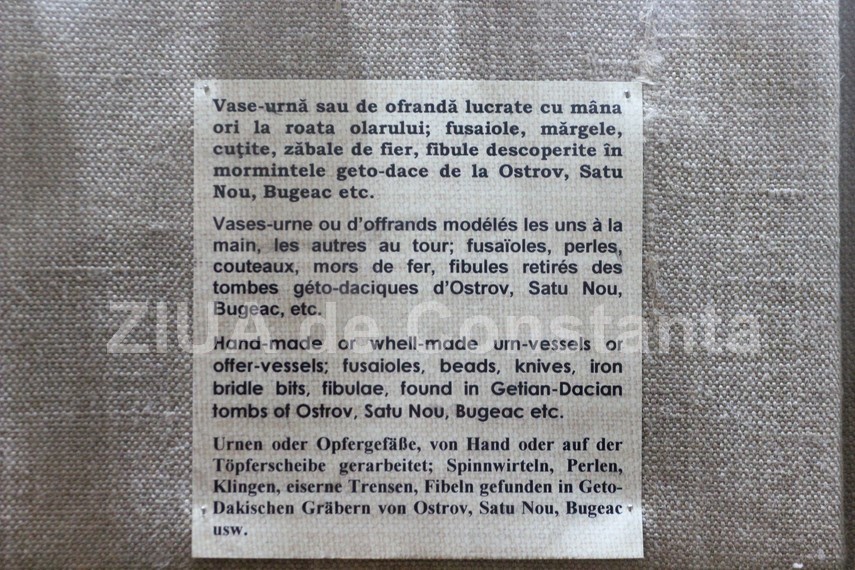 Vase-urnă sau de ofrandă lucrate cu mâna
ori la roata olarului; fusaiole, mărgele,
cuţite, zăbale de fier, fibule descoperite în
mormintele geto-dace de la Ostrov, Satu
Nou, Bugeac etc.
Vases-urne ou d'offrands modélés les uns à la
main, les autres au tour; fusaïoles, perles,
couteaux, mors de fer, fibules retirés des
tombes géto-daciques d'Ostrov, Satu Nou,
Bugeac, etc.
ZIUA de Constanta
Hand-made or whell-made urn-vessels or
offer-vessels; fusaioles, beads, knives, iron
bridle bits, fibulae, found in Getian-Dacian
tombs of Ostrov, Satu Nou, Bugeac etc.
Urnen oder Opfergefäße, von Hand oder auf der
Töpferscheibe gerarbeitet; Spinnwirteln, Perlen,
Klingen, eiserne Trensen, Fibeln gefunden in Geto-
Dakischen Gräbern von Ostrov, Satu Nou, Bugeac
usw.